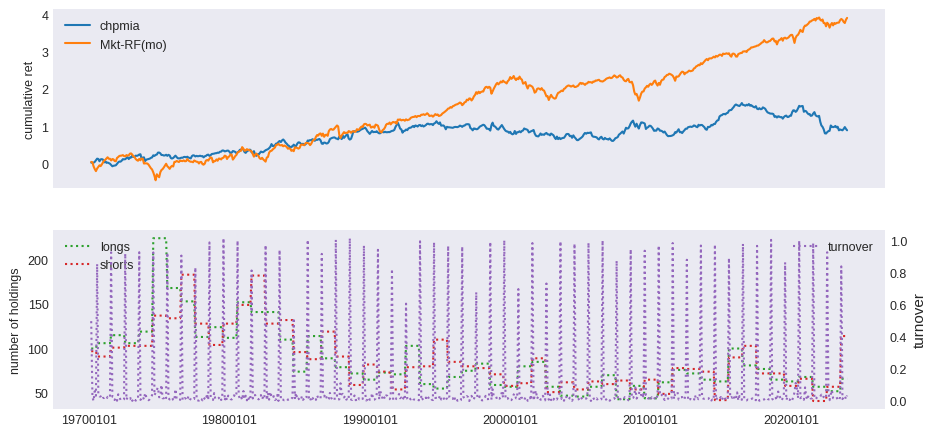 4
3
2
1
0
cumulative ret
chpmia
Mkt-RF(mo)
200
150
100
50
number of holdings
longs
shorts
turnover
1.0
0.8
0.6
0.4
0.2
0.0
turnover
19700101
19800101
19900101
20000101
20100101
20200101